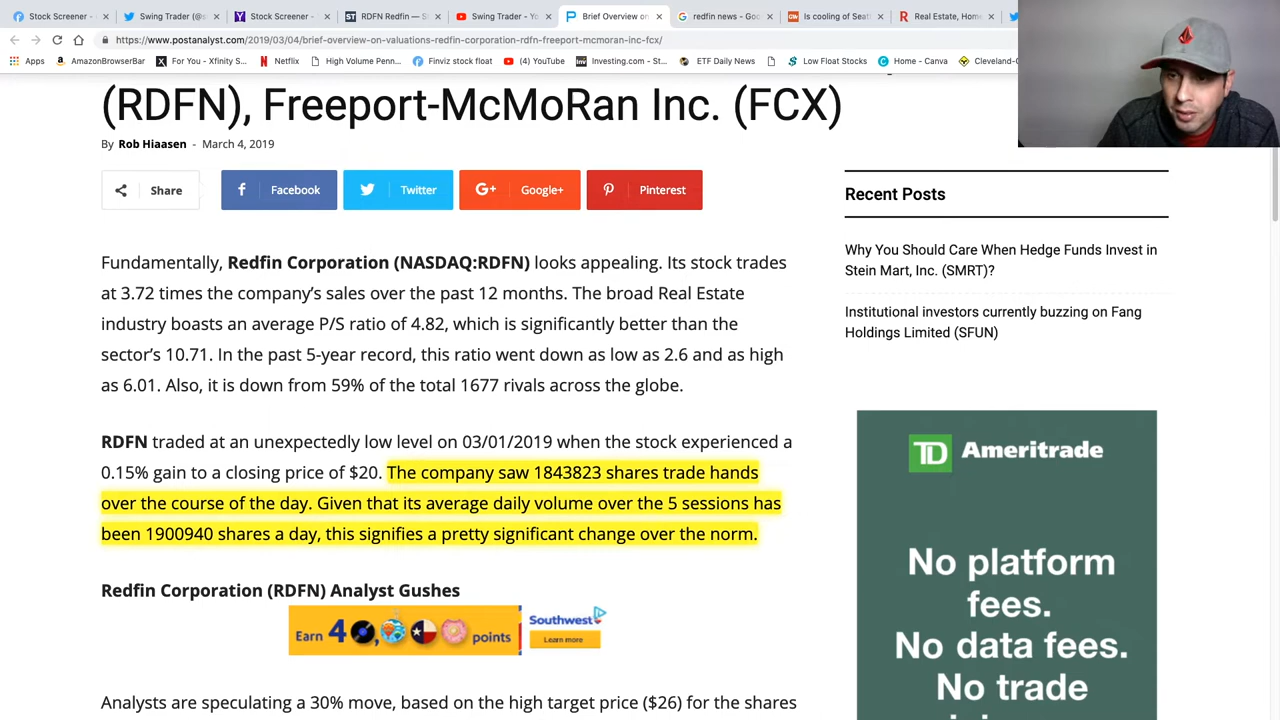 Stock Screener -
Swing Trader (@s
Stock Screener -
RDFN Redfin — S
Swing Trader - Yo
Brief Overview on
redfin news - Goo
Is cooling of Seat
Real Estate, Home
https://www.postanalyst.com/2019/03/04/brief-overview-on-valuations-redfin-corporation-rdfn-freeport-mcmoran-inc-fcx/
Apps
AmazonBrowserBar
For You - Xfinity S...
Netflix
High Volume Penn...
Finviz stock float
(4) YouTube
Investing.com - St...
ETF Daily News
Low Float Stocks
Home - Canva
Cleveland-C
(RDFN), Freeport-McMoRan Inc. (FCX)
By Rob Hiaasen - March 4, 2019
Share
Facebook
Twitter
G+ Google+
Pinterest
Fundamentally, Redfin Corporation (NASDAQ:RDFN) looks appealing. Its stock trades
at 3.72 times the company's sales over the past 12 months. The broad Real Estate
industry boasts an average P/S ratio of 4.82, which is significantly better than the
sector's 10.71. In the past 5-year record, this ratio went down as low as 2.6 and as high
as 6.01. Also, it is down from 59% of the total 1677 rivals across the globe.
RDFN traded at an unexpectedly low level on 03/01/2019 when the stock experienced a
0.15% gain to a closing price of $20. The company saw 1843823 shares trade hands
over the course of the day. Given that its average daily volume over the 5 sessions has
been 1900940 shares a day, this signifies a pretty significant change over the norm.
Redfin Corporation (RDFN) Analyst Gushes
Earn 40, points
Southwest
Learn more
Analysts are speculating a 30% move, based on the high target price ($26) for the shares
Recent Posts
Why You Should Care When Hedge Funds Invest in
Stein Mart, Inc. (SMRT)?
Institutional investors currently buzzing on Fang
Holdings Limited (SFUN)
TD Ameritrade
No platform
fees.
No data fees.
No trade